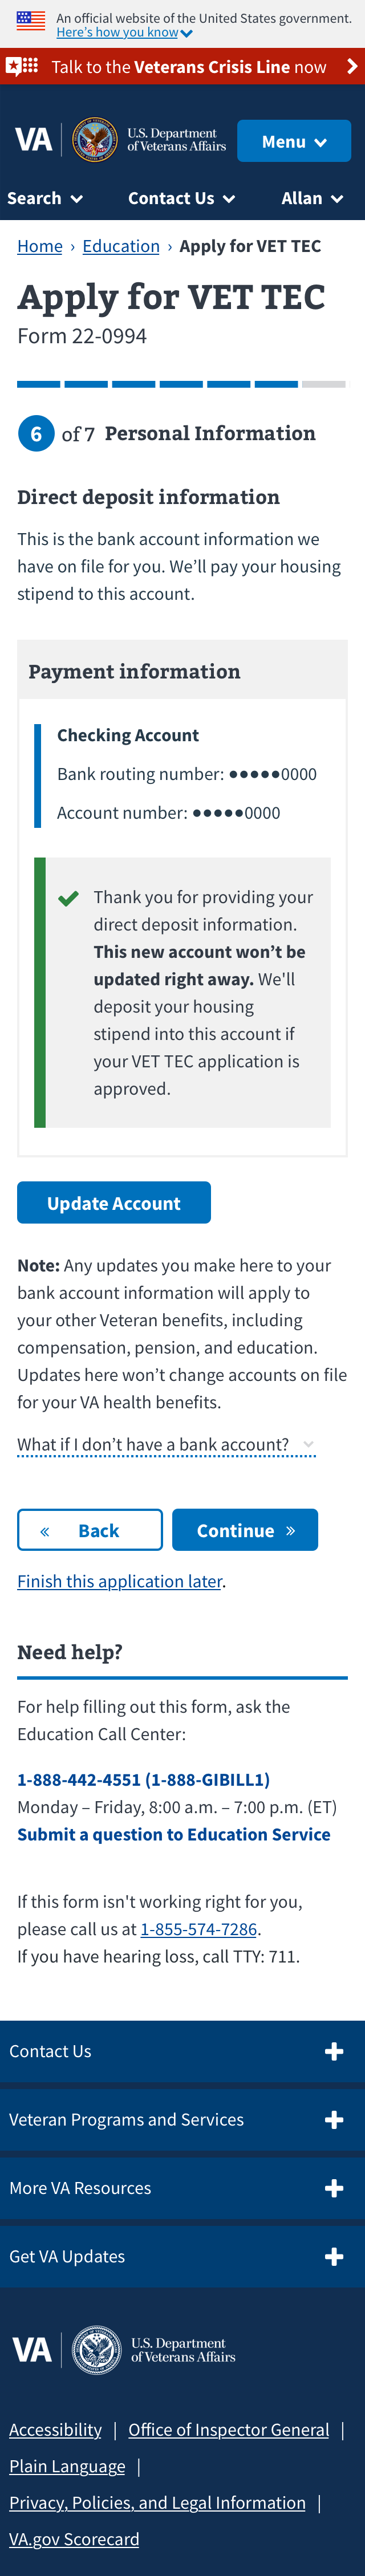 An official website of the United States government.
Here's how you know
Talk to the Veterans Crisis Line now
VA
U.S. Department
of Veterans Affairs
Menu
Search
Contact Us
Allan
Home › Education › Apply for VET TEC
Apply for VET TEC
Form 22-0994
6 of 7 Personal Information
Direct deposit information
This is the bank account information we
have on file for you. We’ll pay your housing
stipend to this account.
Payment information
Checking Account
Bank routing number: ●●●●●0000
Account number: ●●●●●0000
Thank you for providing your
direct deposit information.
This new account won’t be
updated right away. We'll
deposit your housing
stipend into this account if
your VET TEC application is
approved.
Update Account
Note: Any updates you make here to your
bank account information will apply to
your other Veteran benefits, including
compensation, pension, and education.
Updates here won’t change accounts on file
for your VA health benefits.
What if I don’t have a bank account?
« Back
Continue »
Finish this application later.
Need help?
For help filling out this form, ask the
Education Call Center:
1-888-442-4551 (1-888-GIBILL1)
Monday – Friday, 8:00 a.m. – 7:00 p.m. (ET)
Submit a question to Education Service
If this form isn't working right for you,
please call us at 1-855-574-7286.
If you have hearing loss, call TTY: 711.
Contact Us
Veteran Programs and Services
More VA Resources
Get VA Updates
VA
U.S. Department
of Veterans Affairs
Accessibility | Office of Inspector General |
Plain Language |
Privacy, Policies, and Legal Information |
VA.gov Scorecard